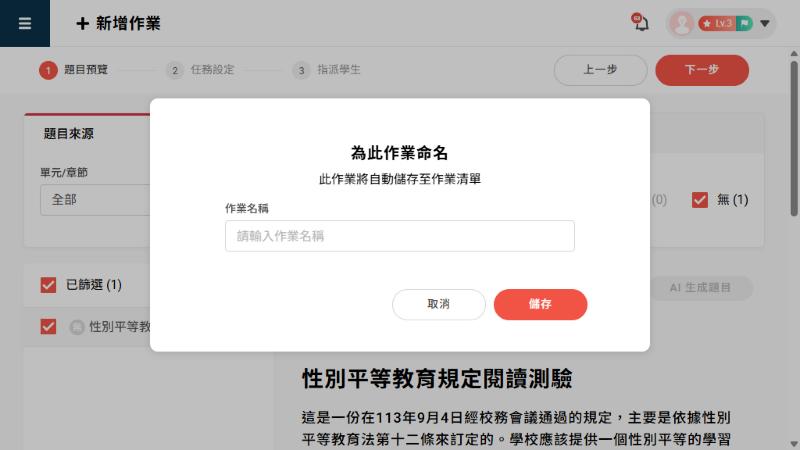 新增作業
63
Lv.3
1 題目預覽
2 任務設定
3 指派學生
上一步
下一步
題目來源
單元/章節
全部
(0)
無 (1)
為此作業命名
此作業將自動儲存至作業清單
作業名稱
請輸入作業名稱
取消
儲存
已篩選 (1)
AI 生成題目
性別平等教
性別平等教育規定閱讀測驗
這是一份在113年9月4日經校務會議通過的規定，主要是依據性別
平等教育法第十二條來訂定的。學校應該提供一個性別平等的學習